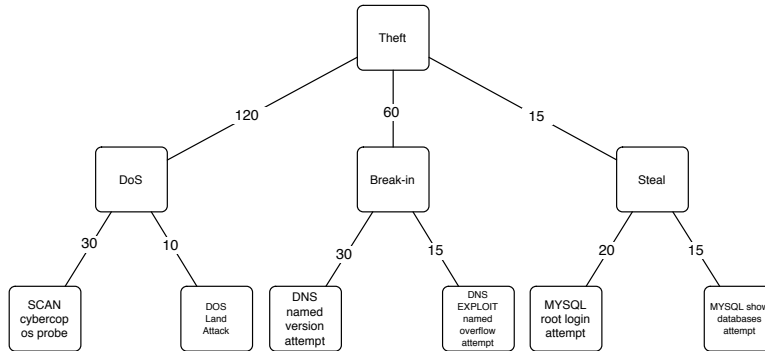 Theft
120
60
15
DoS
Break-in
Steal
30
10
30
15
20
15
SCAN
cybercop
os probe
DOS
Land
Attack
DNS
named
version
attempt
DNS
EXPLOIT
named
overflow
attempt
MYSQL
root login
attempt
MYSQL show
databases
attempt